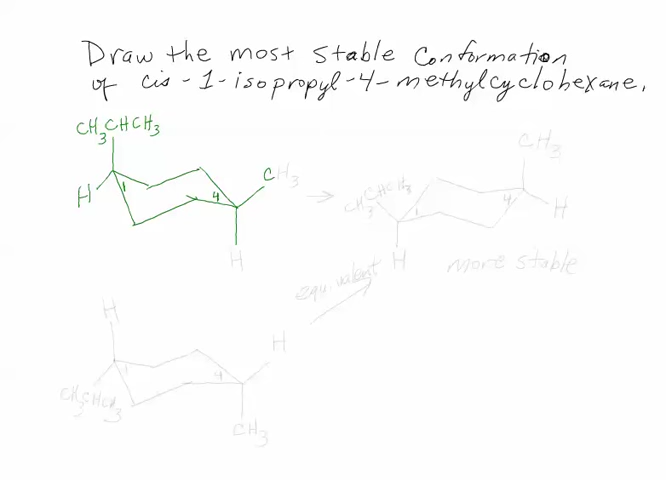 Draw the most stable conformation
of cis-1-isopropyl-4-methylcyclohexane.
CH3CHCH3
H
1
4
CH3
H
CH3CHCH3
1
4
CH3
H
H
more stable
equivalent
H
1
4
H
CH3CHCH3
CH3